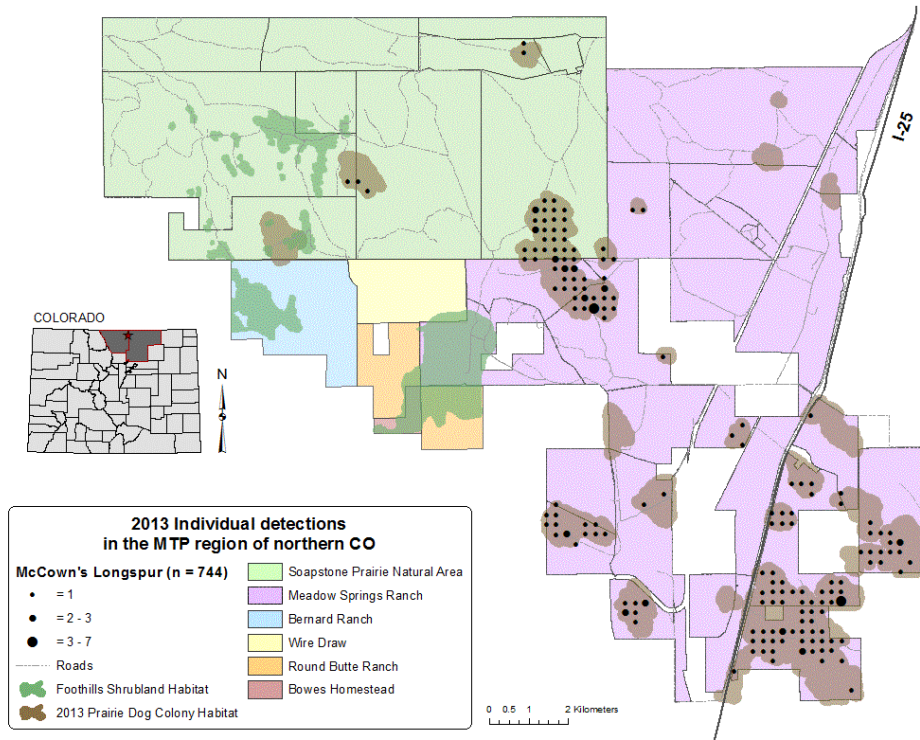 I-25
COLORADO
N
S
2013 Individual detections
in the MTP region of northern CO
McCown's Longspur (n = 744)
= 1
= 2 - 3
= 3 - 7
Roads
Foothills Shrubland Habitat
2013 Prairie Dog Colony Habitat
Soapstone Prairie Natural Area
Meadow Springs Ranch
Bernard Ranch
Wire Draw
Round Butte Ranch
Bowes Homestead
0 0.5 1 2 Kilometers